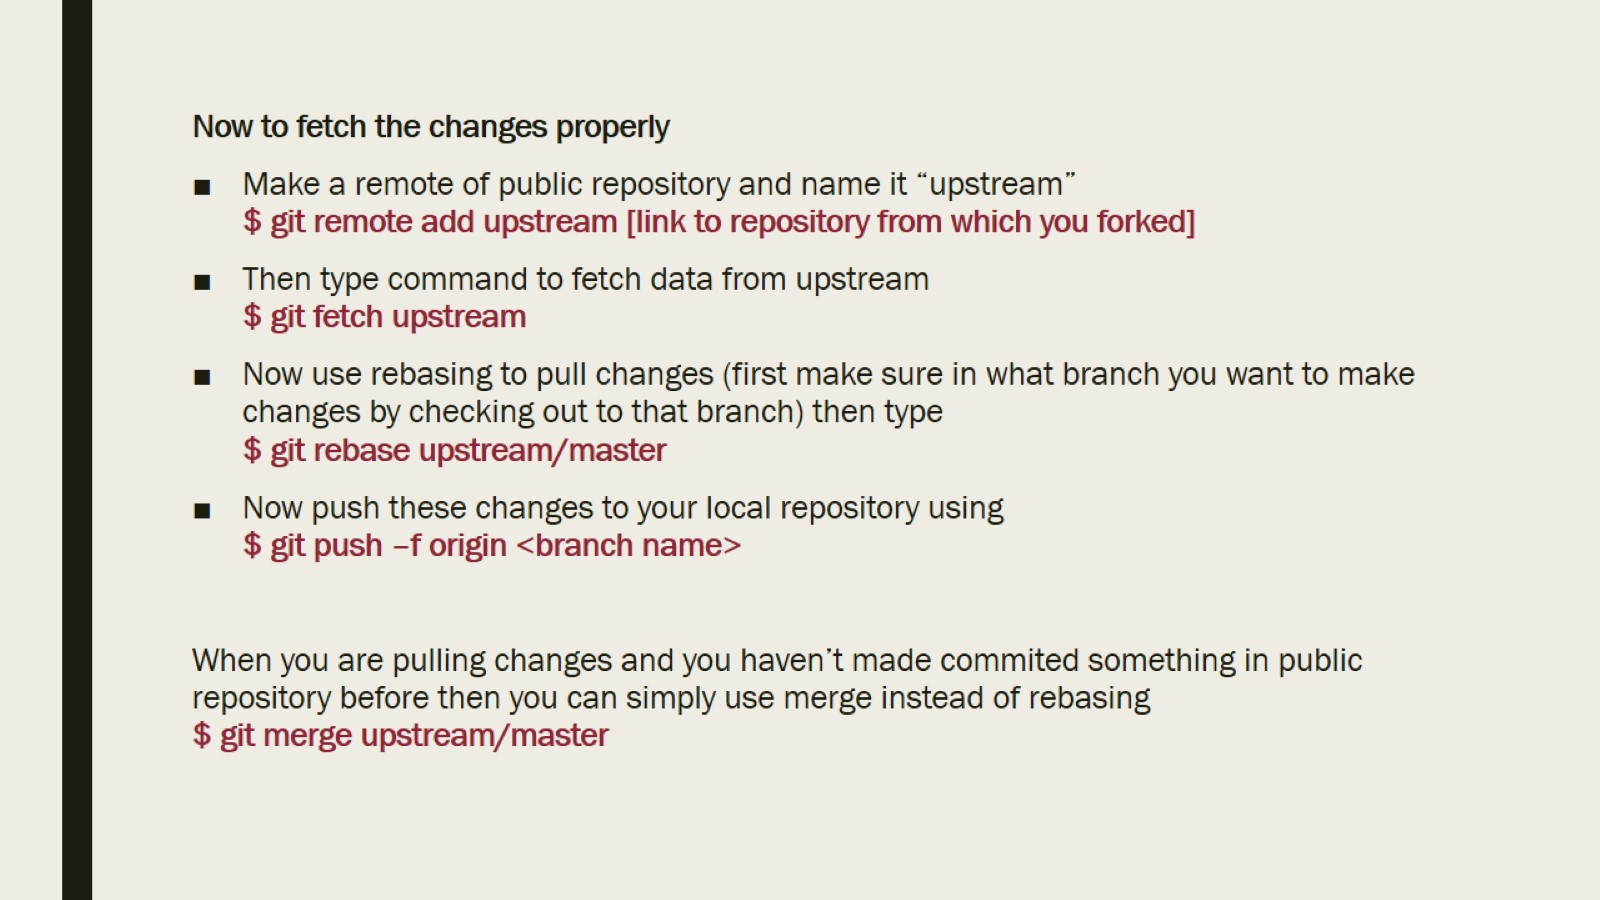 Now to fetch the changes properly
■ Make a remote of public repository and name it “upstream”
$ git remote add upstream [link to repository from which you forked]
■ Then type command to fetch data from upstream
$ git fetch upstream
■ Now use rebasing to pull changes (first make sure in what branch you want to make
changes by checking out to that branch) then type
$ git rebase upstream/master
■ Now push these changes to your local repository using
$ git push –f origin <branch name>
When you are pulling changes and you haven’t made commited something in public
repository before then you can simply use merge instead of rebasing
$ git merge upstream/master